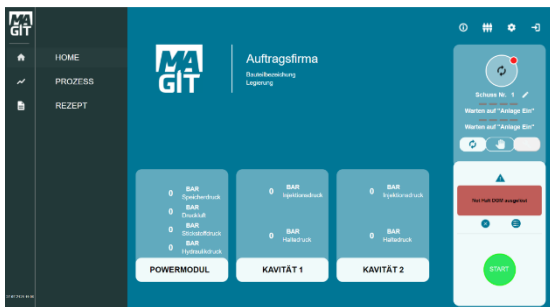 MA
GIT
HOME
PROZESS
REZEPT
MA
GIT
Auftragsfirma
Bauteilbezeichnung
Legierung
Schuss Nr. 1
Warten auf "Anlage Ein"
Warten auf "Anlage Ein"
0 BAR
Speicherdruck
0 BAR
Druckluft
0 BAR
Stickstoffdruck
0 BAR
Hydraulikdruck
POWERMODUL
0 BAR
Injektionsdruck
0 BAR
Haltedruck
KAVITÄT 1
0 BAR
Injektionsdruck
0 BAR
Haltedruck
KAVITÄT 2
Not Halt DGM ausgelöst
START